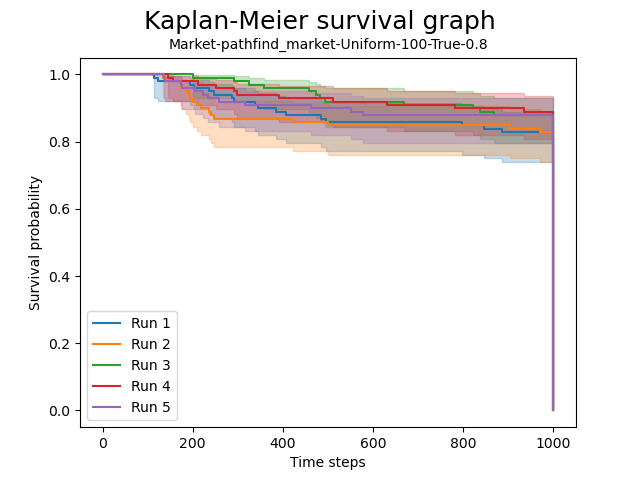 Kaplan-Meier survival graph
Market-pathfind_market-Uniform-100-True-0.8
1.0
0.8
0.6
0.4
0.2
0.0
Survival probability
Run 1
Run 2
Run 3
Run 4
Run 5
0 200 400 600 800 1000
Time steps